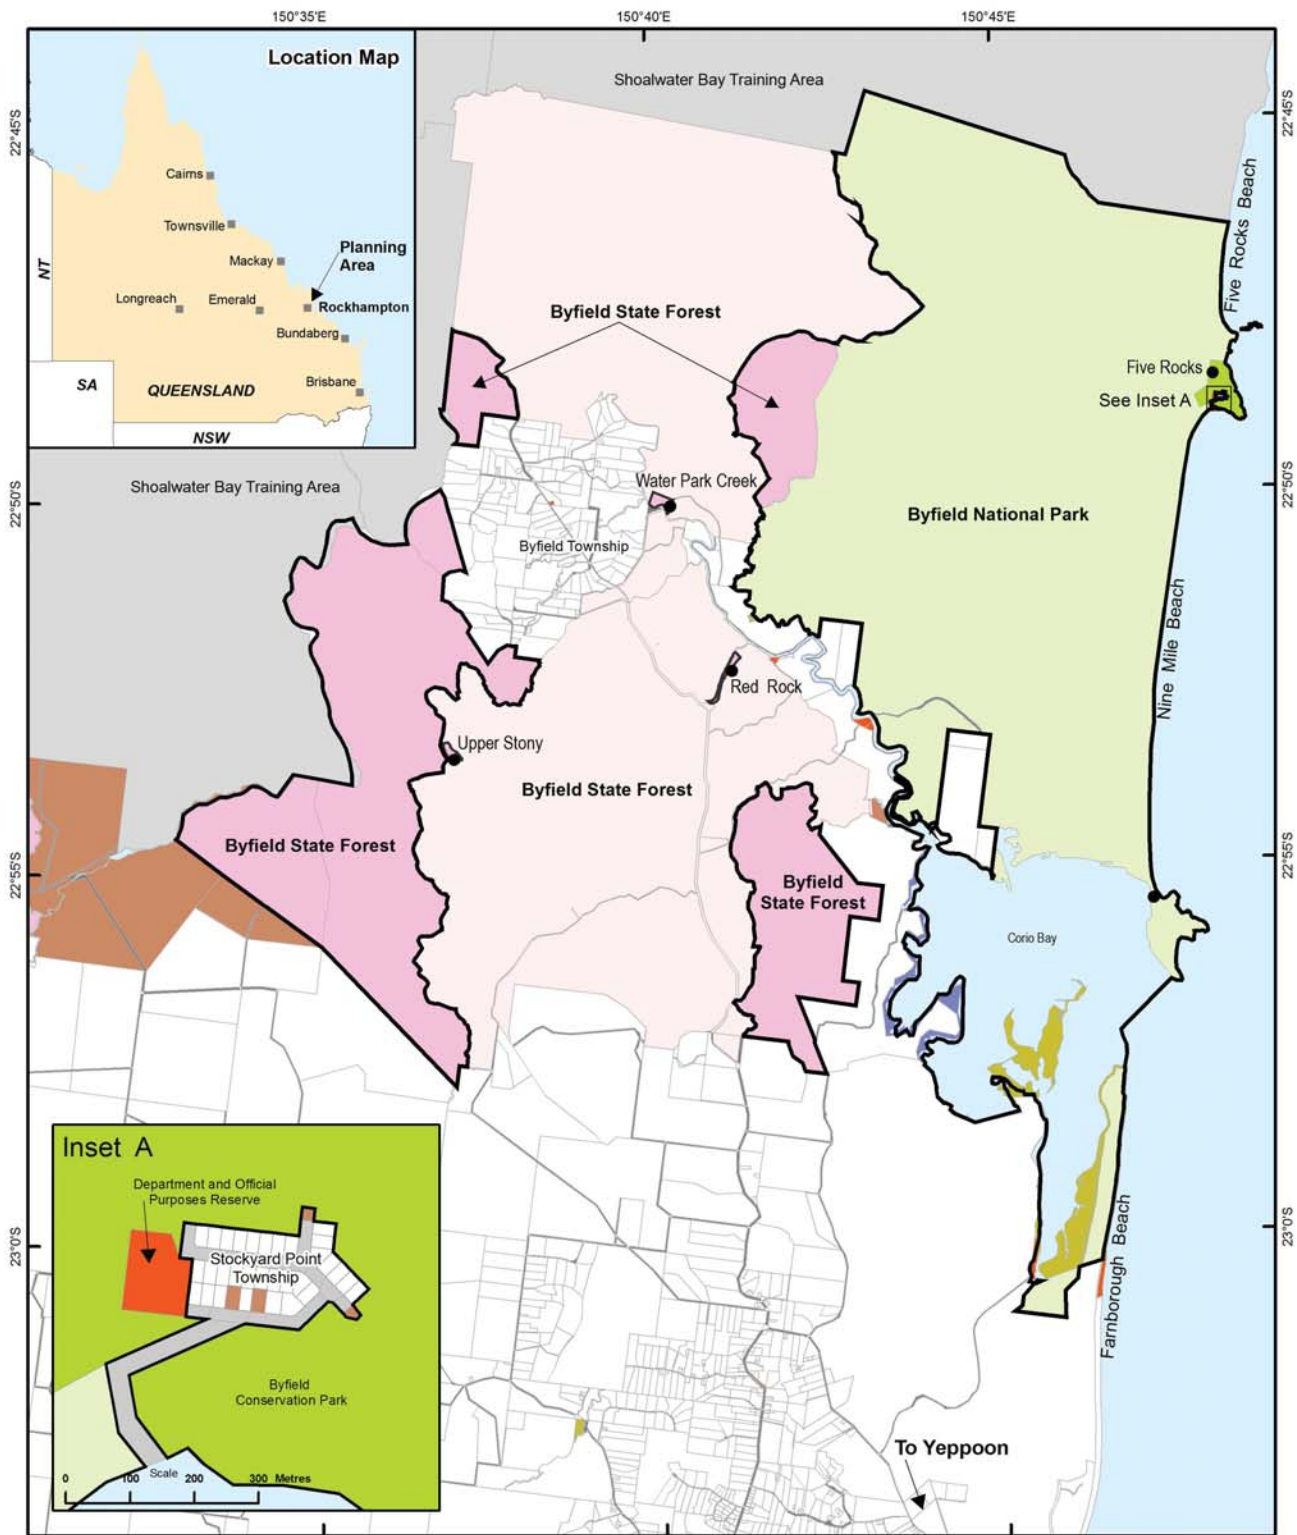 150°35'E
150°40'E
150°45'E
Location Map
Cairns
Townsville
Mackay
Planning
Area
Longreach
Emerald
Rockhampton
Bundaberg
Brisbane
NT
SA
QUEENSLAND
NSW
Shoalwater Bay Training Area
22°45'S
22°45'S
Five Rocks Beach
Byfield State Forest
Five Rocks
See Inset A
Shoalwater Bay Training Area
Water Park Creek
22°50'S
22°50'S
Byfield National Park
Byfield Township
Nine Mile Beach
Red Rock
Upper Stony
Byfield State Forest
Byfield State Forest
22°55'S
22°55'S
Byfield
State Forest
Corio Bay
Inset A
Department and Official
Purposes Reserve
Stockyard Point
Township
23°0'S
23°0'S
Farnborough Beach
Byfield
Conservation Park
Scale
0 100 200 300 Metres
To Yeppoon